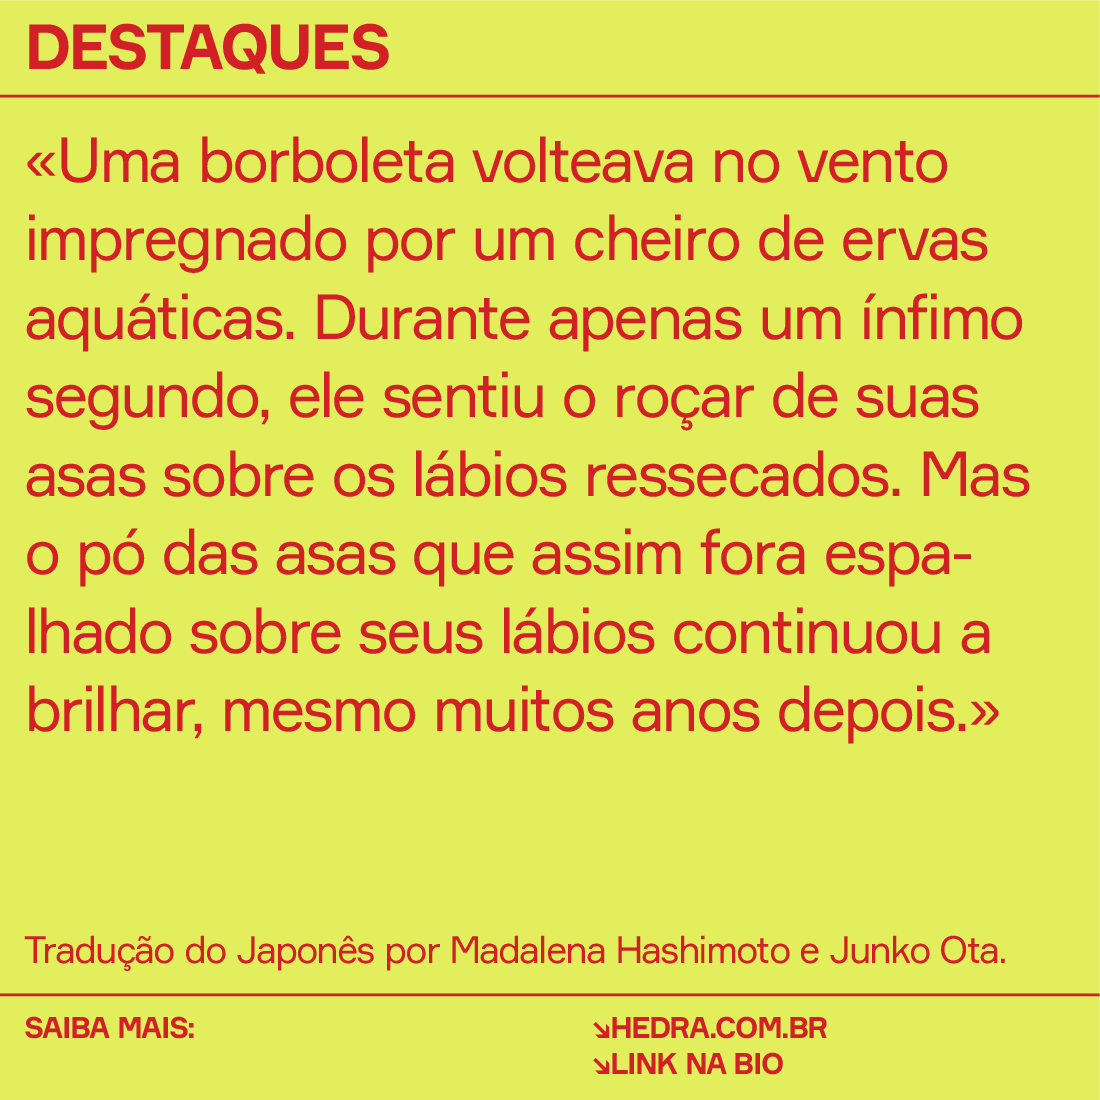 DESTAQUES
«Uma borboleta volteava no vento
impregnado por um cheiro de ervas
aquáticas. Durante apenas um ínfimo
segundo, ele sentiu o roçar de suas
asas sobre os lábios ressecados. Mas
o pó das asas que assim fora espa-
lhado sobre seus lábios continuou a
brilhar, mesmo muitos anos depois.»
Tradução do Japonês por Madalena Hashimoto e Junko Ota.
SAIBA MAIS:
↘HEDRA.COM.BR
↘LINK NA BIO